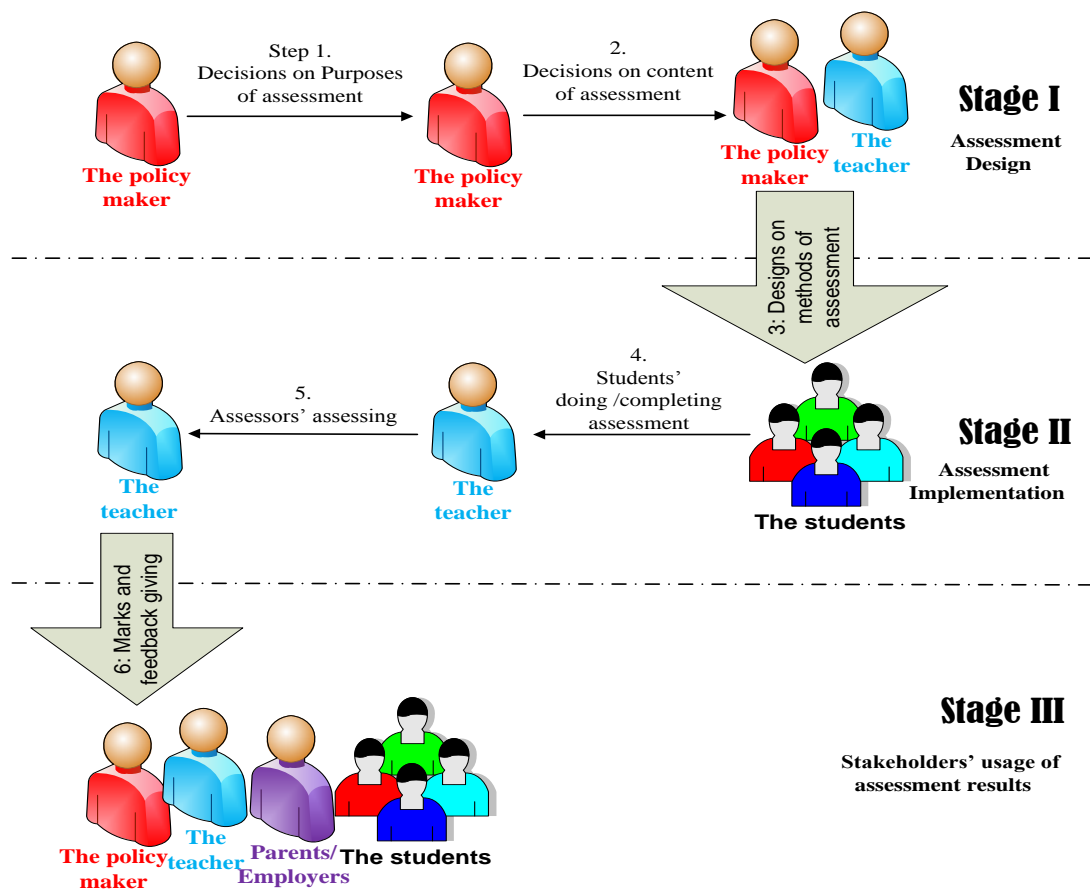 Step 1.
Decisions on Purposes
of assessment
2.
Decisions on content
of assessment
The policy
maker
The policy
maker
The policy
maker
The
teacher
Stage I
Assessment
Design
3: Designs on
methods of
assessment
4.
Students’
doing /completing
assessment
5.
Assessors’ assessing
The
teacher
The
teacher
The students
Stage II
Assessment
Implementation
6: Marks and
feedback giving
The policy
maker
The
teacher
Parents/
Employers
The students
Stage III
Stakeholders’ usage of
assessment results